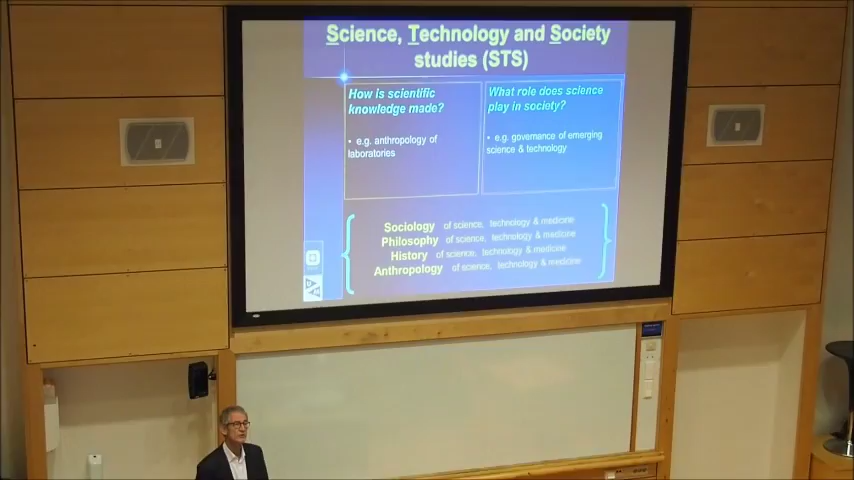 Science, Technology and Society
studies (STS)
How is scientific
knowledge made?
• e.g. anthropology of
laboratories
What role does science
play in society?
• e.g. governance of emerging
science & technology
Sociology of science, technology & medicine
Philosophy of science, technology & medicine
History of science, technology & medicine
Anthropology of science, technology & medicine